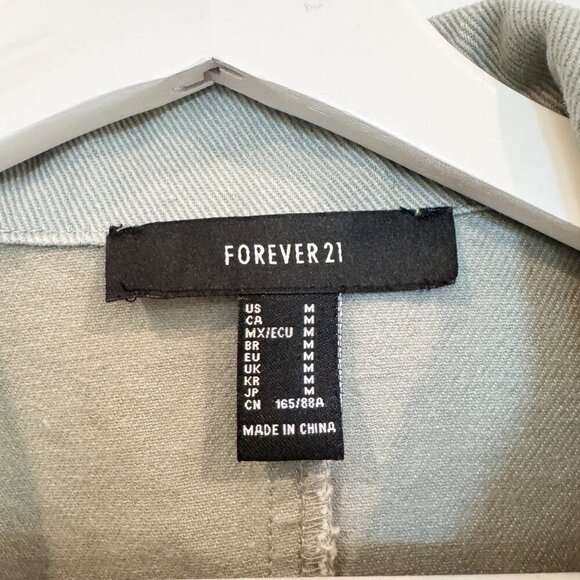 FOREVER 21
US M
CA M
MX/ECU M
BR M
EU M
UK M
KR M
JP M
CN 165/88A
MADE IN CHINA